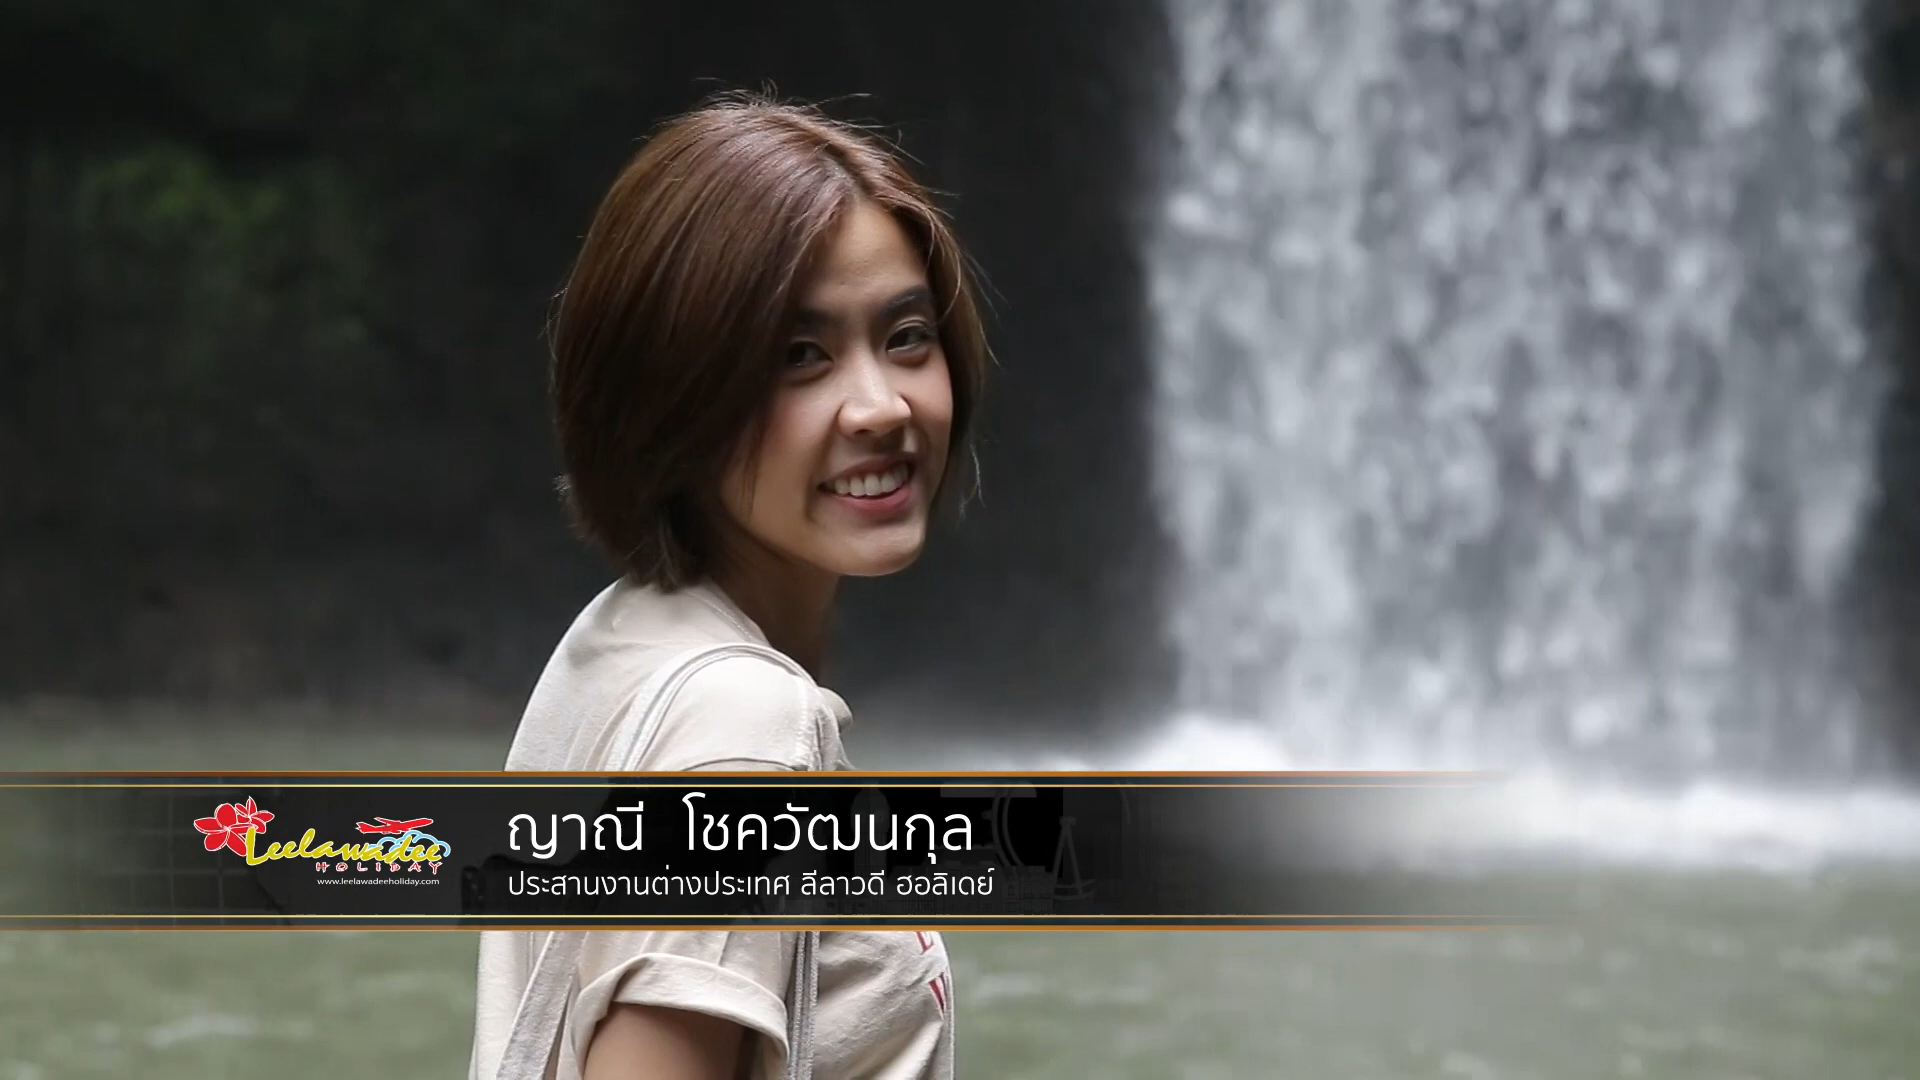 Leelawadee
HOLIDAY
www.leelawadeeholiday.com
ญาณี โชควัฒนกุล
ประสานงานต่างประเทศ ลีลาวดี ฮอลิเดย์